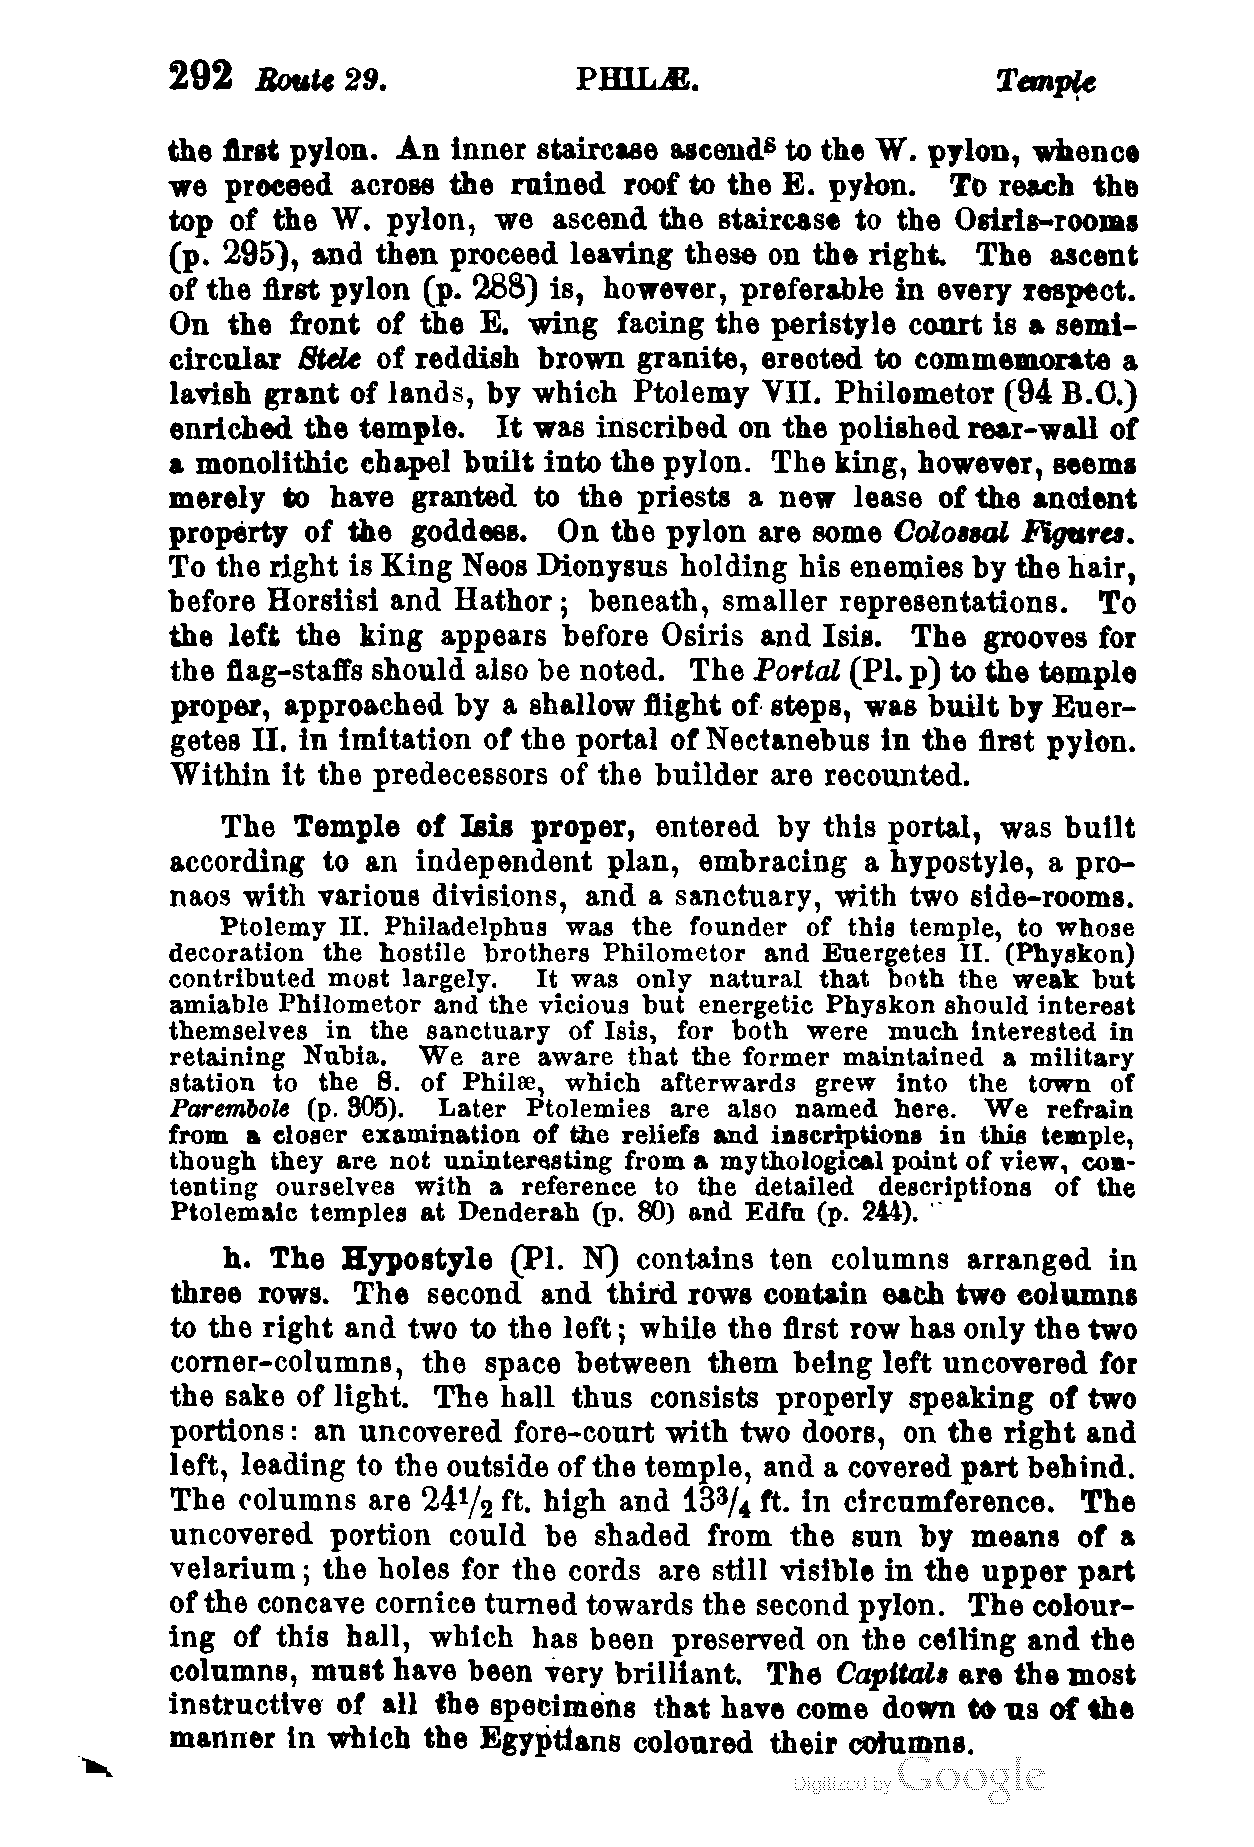 292 Route 29. PHILÆ. Temple
the first pylon. An inner staircase ascends to the W. pylon, whence
we proceed across the ruined roof to the E. pylon. To reach the
top of the W. pylon, we ascend the staircase to the Osiris-rooms
(p. 295), and then proceed leaving these on the right. The ascent
of the first pylon (p. 288) is, however, preferable in every respect.
On the front of the E. wing facing the peristyle court is a semi-
circular Stele of reddish brown granite, erected to commemorate a
lavish grant of lands, by which Ptolemy VII. Philometor (94 B.C.)
enriched the temple. It was inscribed on the polished rear-wall of
a monolithic chapel built into the pylon. The king, however, seems
merely to have granted to the priests a new lease of the ancient
property of the goddess. On the pylon are some Colossal Figures.
To the right is King Neos Dionysus holding his enemies by the hair,
before Horsiisi and Hathor; beneath, smaller representations. To
the left the king appears before Osiris and Isis. The grooves for
the flag-staffs should also be noted. The Portal (Pl. p) to the temple
proper, approached by a shallow flight of steps, was built by Euer-
getes II. in imitation of the portal of Nectanebus in the first pylon.
Within it the predecessors of the builder are recounted.
The Temple of Isis proper, entered by this portal, was built
according to an independent plan, embracing a hypostyle, a pro-
naos with various divisions, and a sanctuary, with two side-rooms.
Ptolemy II. Philadelphus was the founder of this temple, to whose
decoration the hostile brothers Philometor and Euergetes II. (Physkon)
contributed most largely. It was only natural that both the weak but
amiable Philometor and the vicious but energetic Physkon should interest
themselves in the sanctuary of Isis, for both were much interested in
retaining Nubia. We are aware that the former maintained a military
station to the S. of Philæ, which afterwards grew into the town of
Parembole (p. 305). Later Ptolemies are also named here. We refrain
from a closer examination of the reliefs and inscriptions in this temple,
though they are not uninteresting from a mythological point of view, con-
tenting ourselves with a reference to the detailed descriptions of the
Ptolemaic temples at Denderah (p. 80) and Edfu (p. 244).
h. The Hypostyle (Pl. N) contains ten columns arranged in
three rows. The second and third rows contain each two columns
to the right and two to the left; while the first row has only the two
corner-columns, the space between them being left uncovered for
the sake of light. The hall thus consists properly speaking of two
portions: an uncovered fore-court with two doors, on the right and
left, leading to the outside of the temple, and a covered part behind.
The columns are 24 1/2 ft. high and 13 3/4 ft. in circumference. The
uncovered portion could be shaded from the sun by means of a
velarium; the holes for the cords are still visible in the upper part
of the concave cornice turned towards the second pylon. The colour-
ing of this hall, which has been preserved on the ceiling and the
columns, must have been very brilliant. The Capitals are the most
instructive of all the specimens that have come down to us of the
manner in which the Egyptians coloured their columns.
Digitized by Google